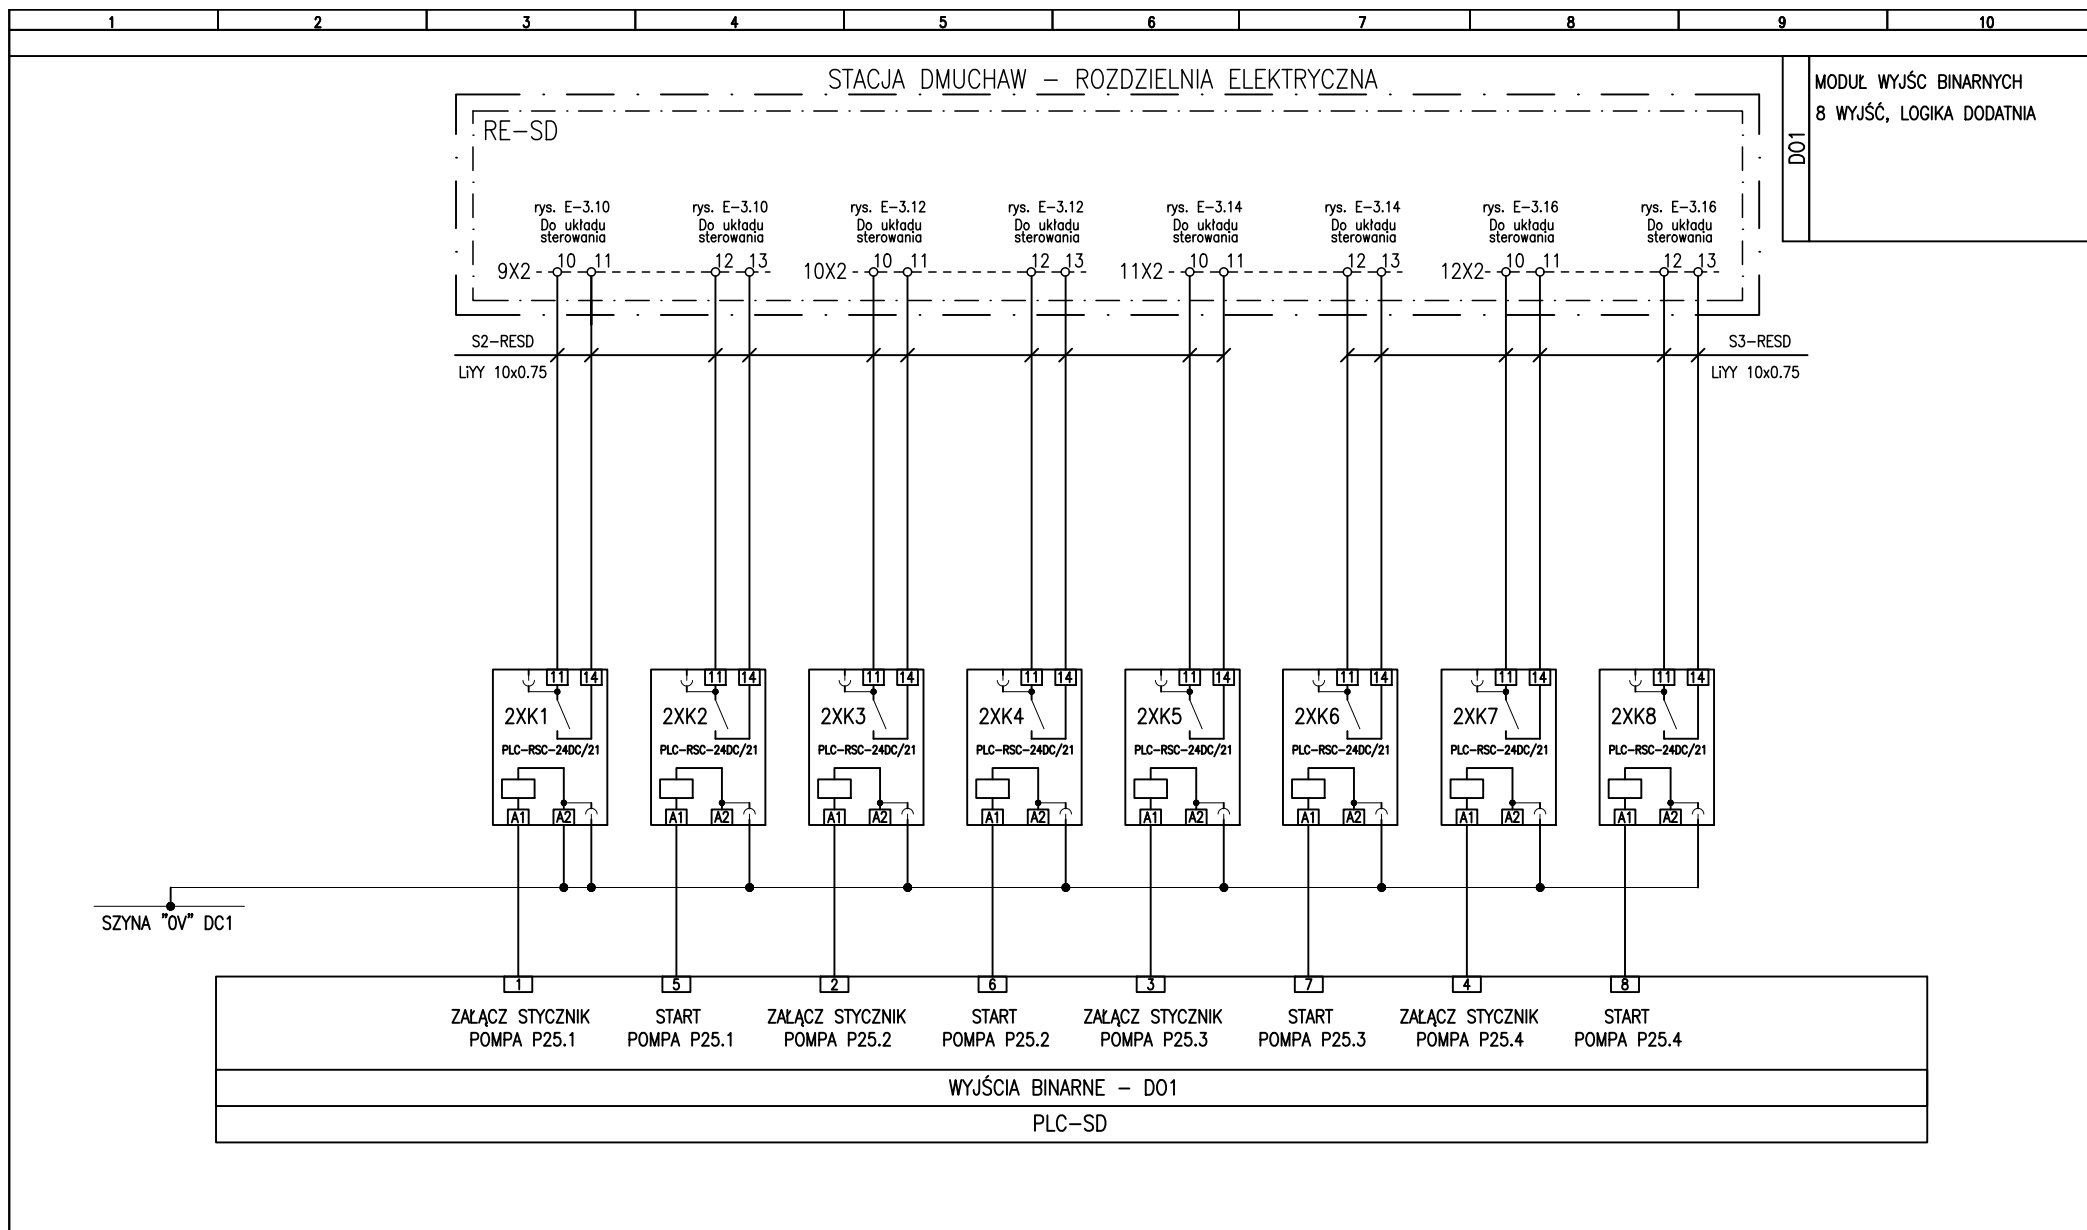 1 2 3 4 5 6 7 8 9 10
STACJA DMUCHAW – ROZDZIELNIA ELEKTRYCZNA
MODUŁ WYJŚC BINARNYCH
8 WYJŚĆ, LOGIKA DODATNIA
DO1
RE–SD
rys. E–3.10 rys. E–3.10 rys. E–3.12 rys. E–3.12 rys. E–3.14 rys. E–3.14 rys. E–3.16 rys. E–3.16
Do układu Do układu Do układu Do układu Do układu Do układu Do układu Do układu
sterowania sterowania sterowania sterowania sterowania sterowania sterowania sterowania
9X2 10 11 12 13 10X2 10 11 12 13 11X2 10 11 12 13 12X2 10 11 12 13
S2–RESD S3–RESD
LiYY 10x0.75 LiYY 10x0.75
11 14 11 14 11 14 11 14 11 14 11 14 11 14 11 14
2XK1 2XK2 2XK3 2XK4 2XK5 2XK6 2XK7 2XK8
PLC–RSC–24DC/21 PLC–RSC–24DC/21 PLC–RSC–24DC/21 PLC–RSC–24DC/21 PLC–RSC–24DC/21 PLC–RSC–24DC/21 PLC–RSC–24DC/21 PLC–RSC–24DC/21
A1 A2 A1 A2 A1 A2 A1 A2 A1 A2 A1 A2 A1 A2 A1 A2
SZYNA "0V" DC1
1 5 2 6 3 7 4 8
ZAŁĄCZ STYCZNIK START ZAŁĄCZ STYCZNIK START ZAŁĄCZ STYCZNIK START ZAŁĄCZ STYCZNIK START
POMPA P25.1 POMPA P25.1 POMPA P25.2 POMPA P25.2 POMPA P25.3 POMPA P25.3 POMPA P25.4 POMPA P25.4
WYJŚCIA BINARNE – DO1
PLC–SD